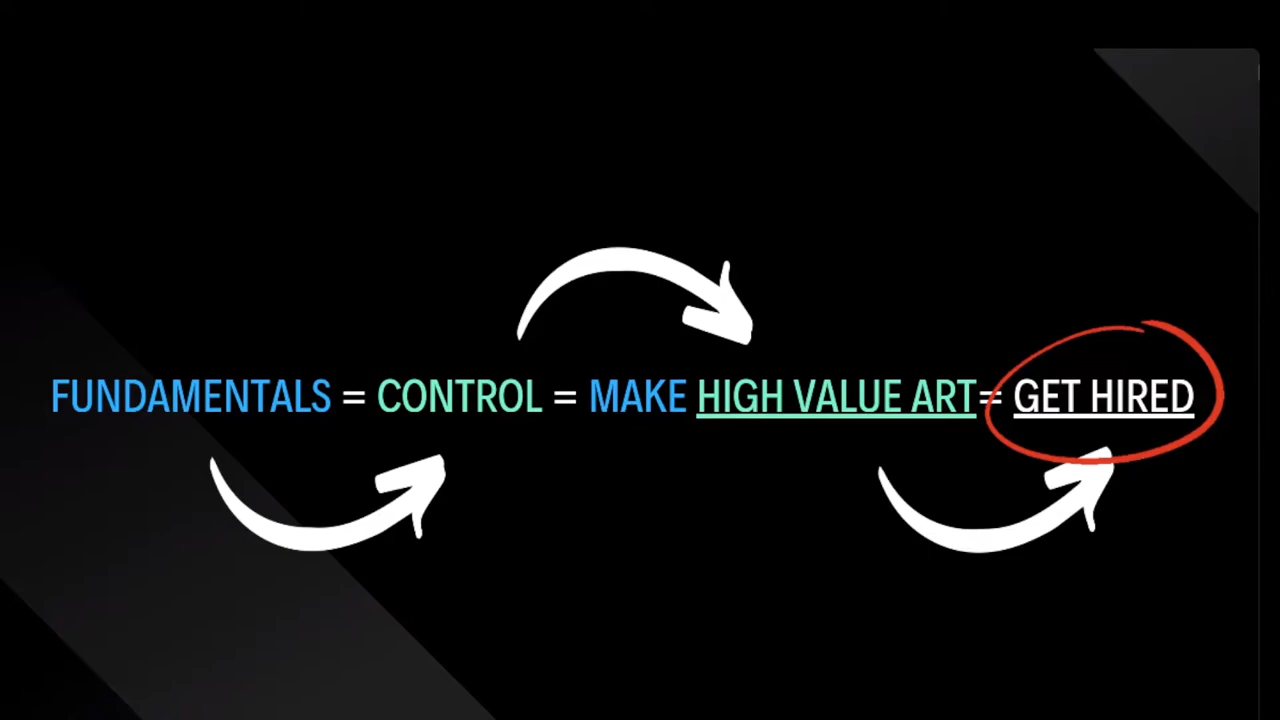 FUNDAMENTALS = CONTROL = MAKE HIGH VALUE ART= GET HIRED